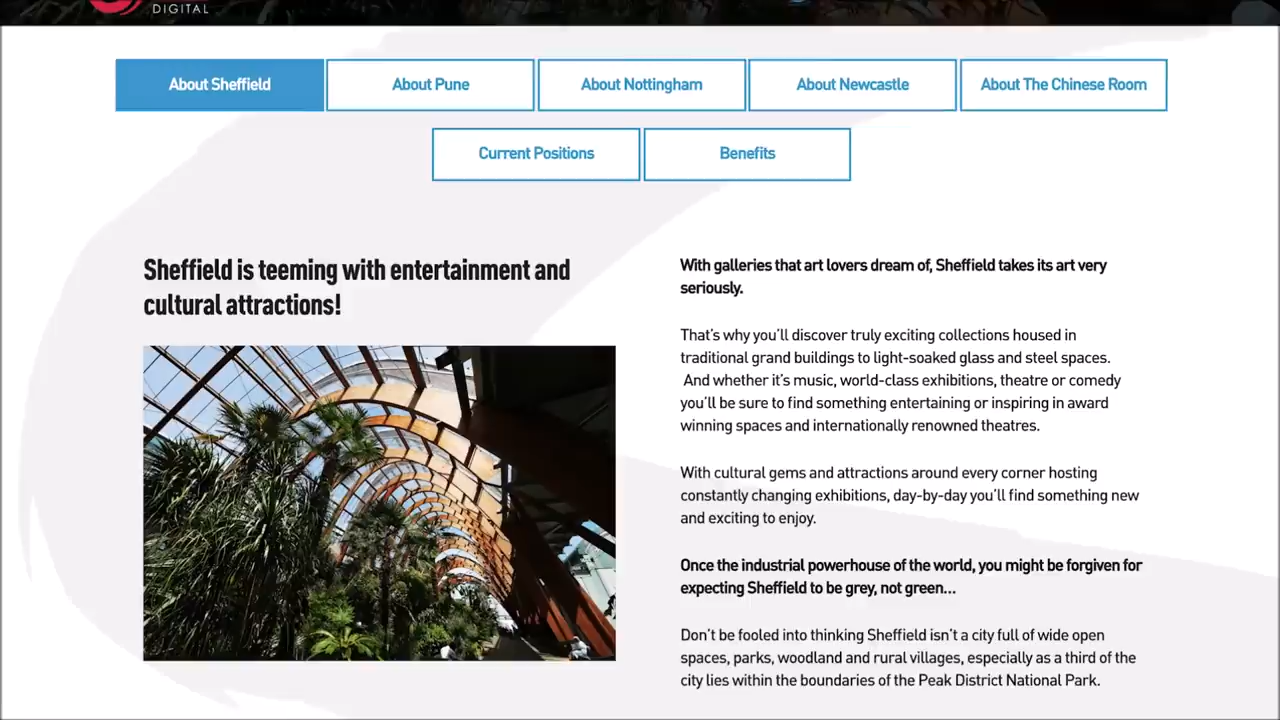 DIGITAL
About Sheffield
About Pune
About Nottingham
About Newcastle
About The Chinese Room
Current Positions
Benefits
Sheffield is teeming with entertainment and
cultural attractions!
With galleries that art lovers dream of, Sheffield takes its art very
seriously.
That's why you'll discover truly exciting collections housed in
traditional grand buildings to light-soaked glass and steel spaces.
And whether it's music, world-class exhibitions, theatre or comedy
you'll be sure to find something entertaining or inspiring in award
winning spaces and internationally renowned theatres.
With cultural gems and attractions around every corner hosting
constantly changing exhibitions, day-by-day you'll find something new
and exciting to enjoy.
Once the industrial powerhouse of the world, you might be forgiven for
expecting Sheffield to be grey, not green...
Don't be fooled into thinking Sheffield isn't a city full of wide open
spaces, parks, woodland and rural villages, especially as a third of the
city lies within the boundaries of the Peak District National Park.